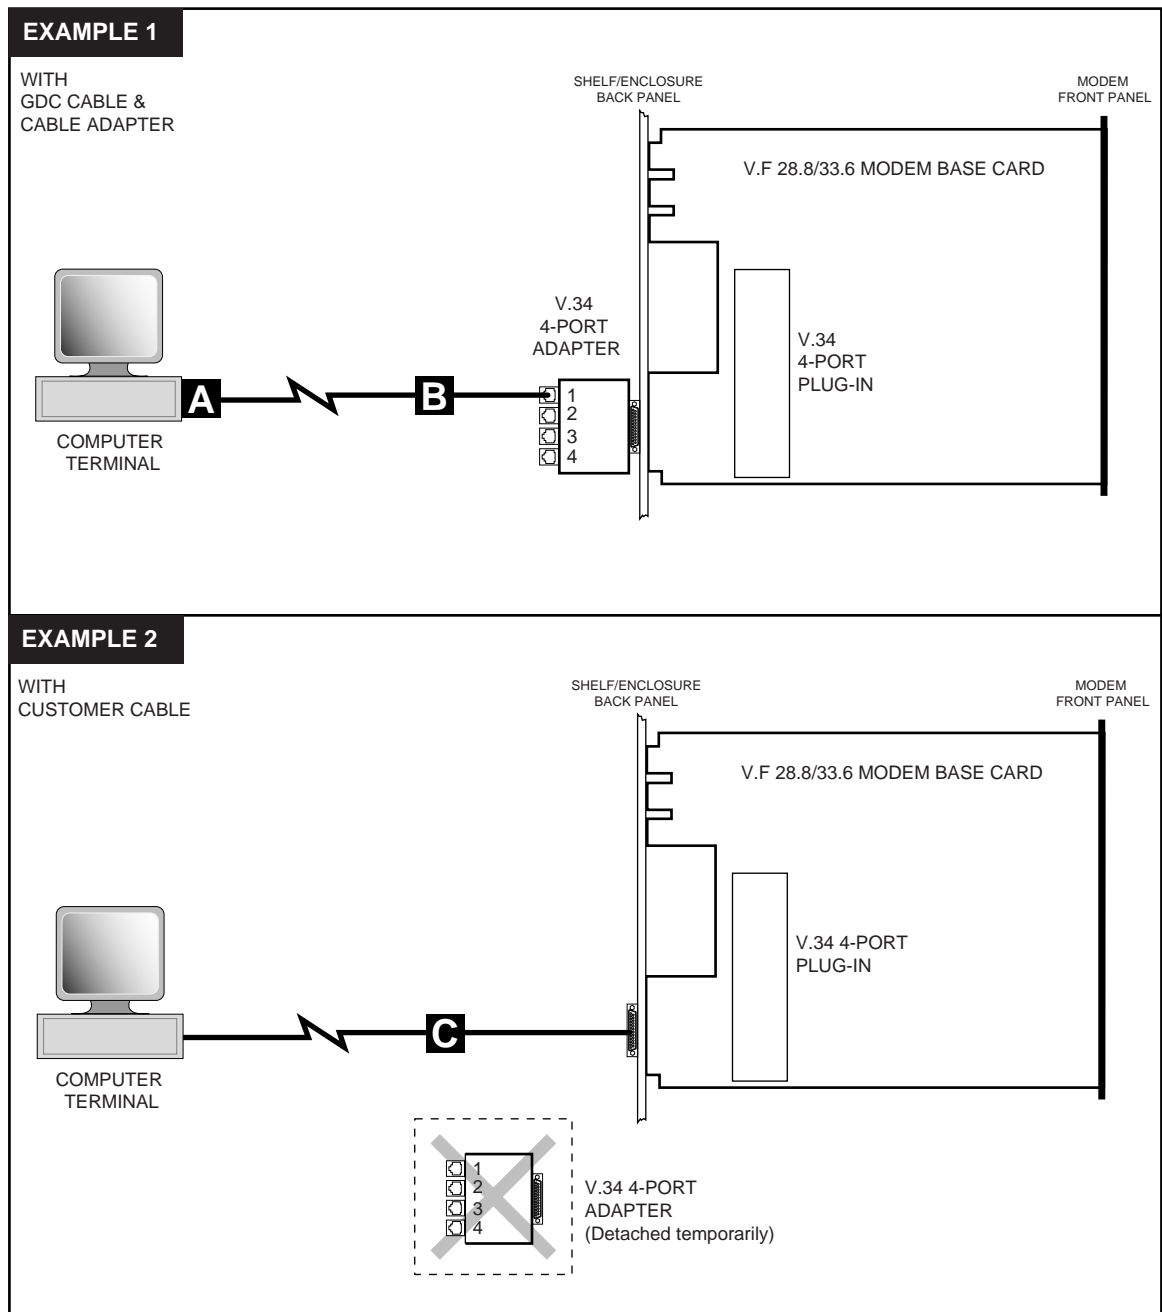 EXAMPLE 1
WITH
GDC CABLE &
CABLE ADAPTER
SHELF/ENCLOSURE
BACK PANEL
MODEM
FRONT PANEL
V.F 28.8/33.6 MODEM BASE CARD
V.34
4-PORT
ADAPTER
V.34
4-PORT
PLUG-IN
A
B
1
2
3
4
COMPUTER
TERMINAL
EXAMPLE 2
WITH
CUSTOMER CABLE
SHELF/ENCLOSURE
BACK PANEL
MODEM
FRONT PANEL
V.F 28.8/33.6 MODEM BASE CARD
V.34 4-PORT
PLUG-IN
C
COMPUTER
TERMINAL
1
2
3
4
V.34 4-PORT
ADAPTER
(Detached temporarily)